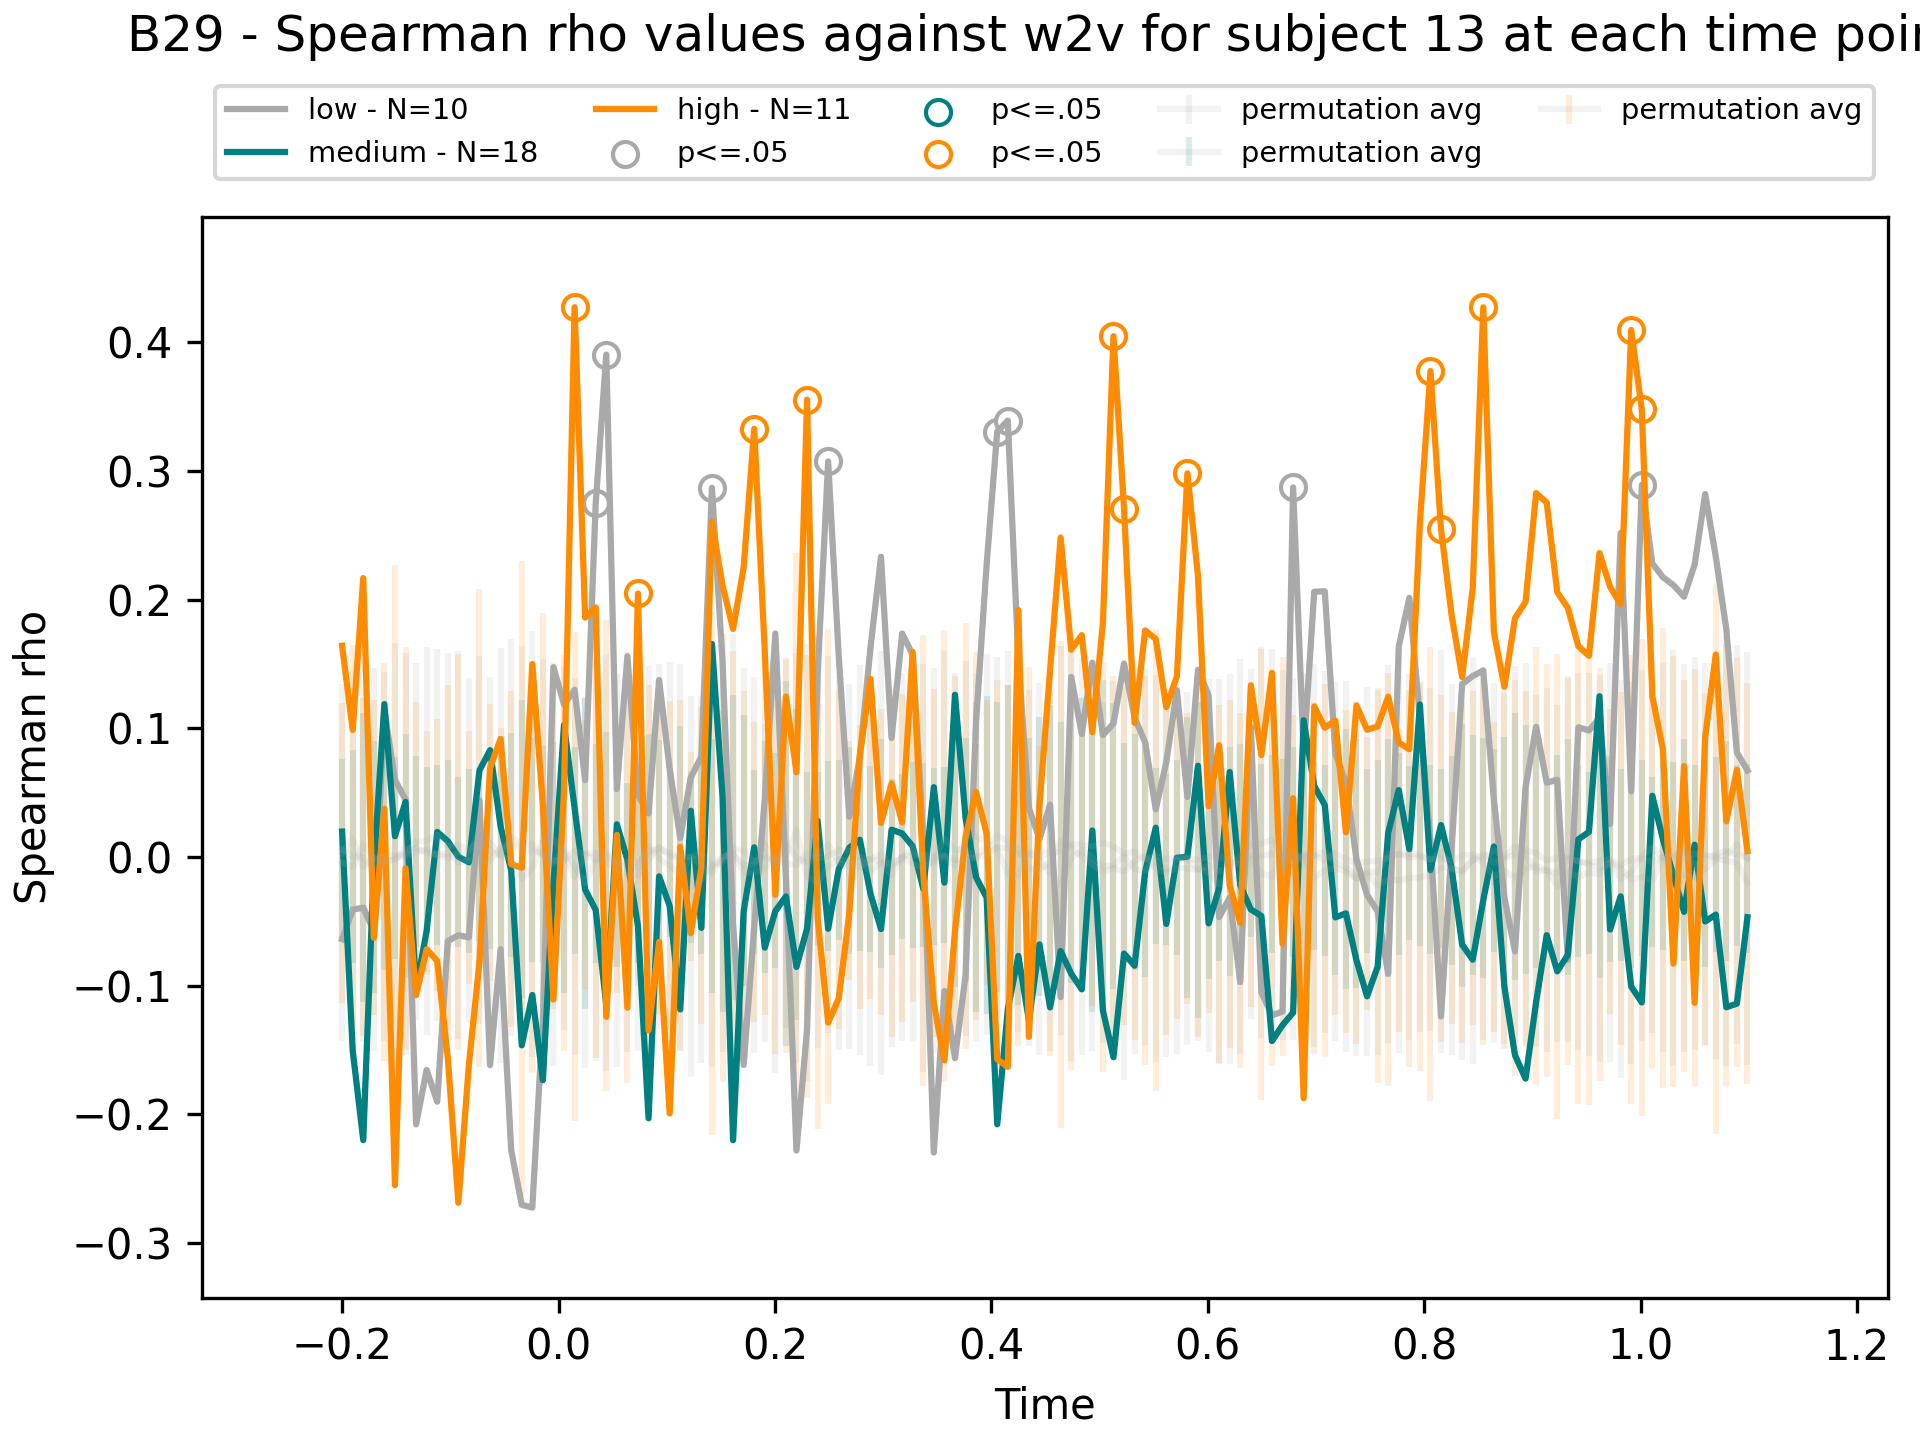 B29 - Spearman rho values against w2v for subject 13 at each time poi
low - N=10 high - N=11 p<=.05 permutation avg permutation avg
medium - N=18 p<=.05 p<=.05 permutation avg
Spearman rho
0.4
0.3
0.2
0.1
0.0
−0.1
−0.2
−0.3
−0.2 0.0 0.2 0.4 0.6 0.8 1.0 1.2
Time